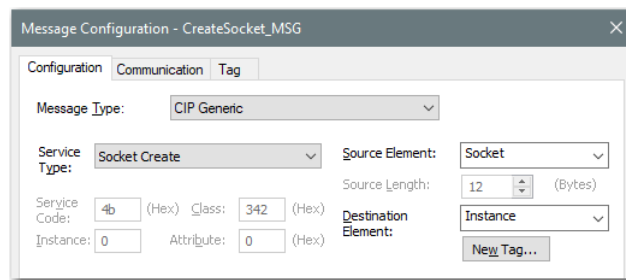 Message Configuration - CreateSocket_MSG
Configuration Communication Tag
Message Type: CIP Generic
Service Type: Socket Create
Source Element: Socket
Source Length: 12 (Bytes)
Service Code: 4b (Hex) Class: 342 (Hex)
Destination Element: Instance
Instance: 0 Attribute: 0 (Hex)
New Tag...